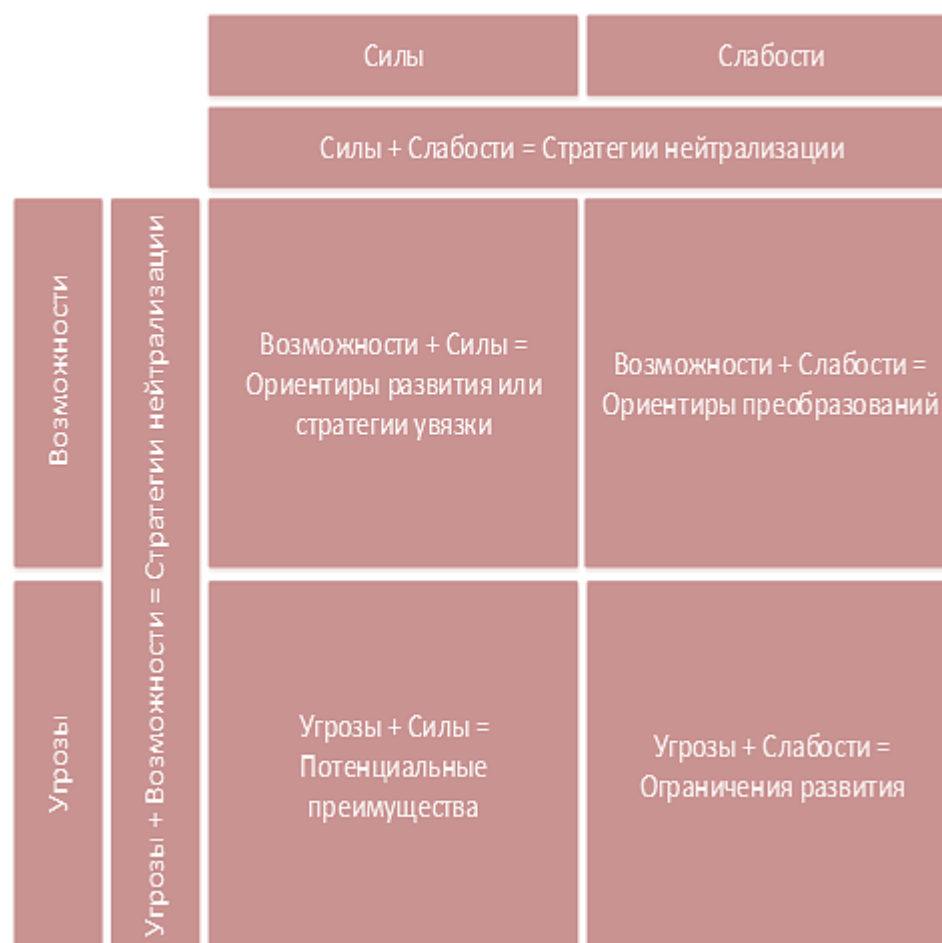 Силы
Слабости
Силы + Слабости = Стратегии нейтрализации
Возможности
Угрозы + Возможности = Стратегии нейтрализации
Возможности + Силы =
Ориентиры развития или
стратегии увязки
Возможности + Слабости =
Ориентиры преобразований
Угрозы
Угрозы + Силы =
Потенциальные
преимущества
Угрозы + Слабости =
Ограничения развития